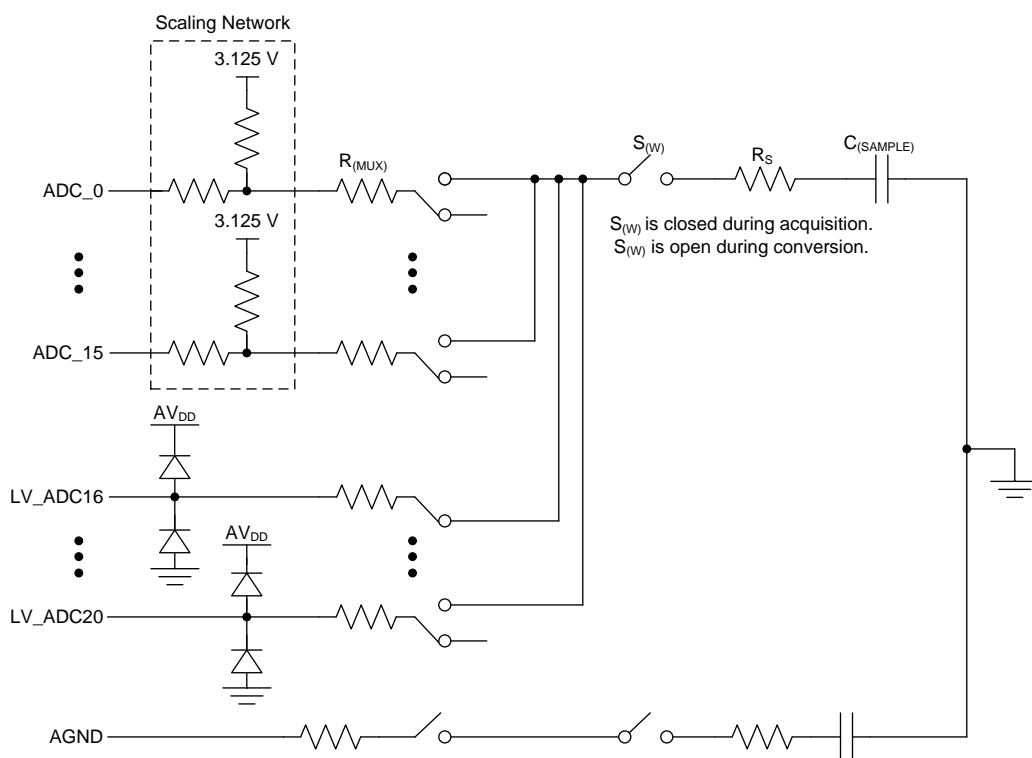 Scaling Network
3.125 V
R(MUX)
S(W)
RS
C(SAMPLE)
ADC_0
3.125 V
S(W) is closed during acquisition.
S(W) is open during conversion.
ADC_15
AVDD
LV_ADC16
AVDD
LV_ADC20
AGND